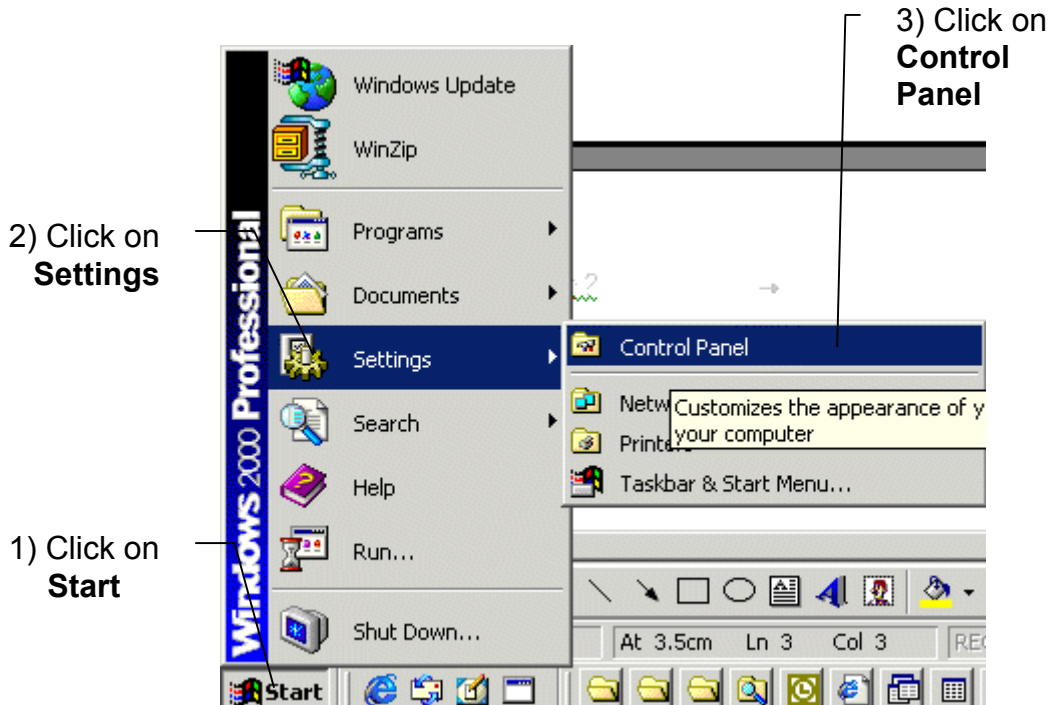 3) Click on
Control
Panel
Windows Update
WinZip
2) Click on
Settings
Windows 2000 Professional
Programs
Documents
2
Settings
Control Panel
Search
Customizes the appearance of y
your computer
Taskbar & Start Menu...
Help
1) Click on
Start
Run...
Shut Down...
At 3.5cm Ln 3 Col 3
Start